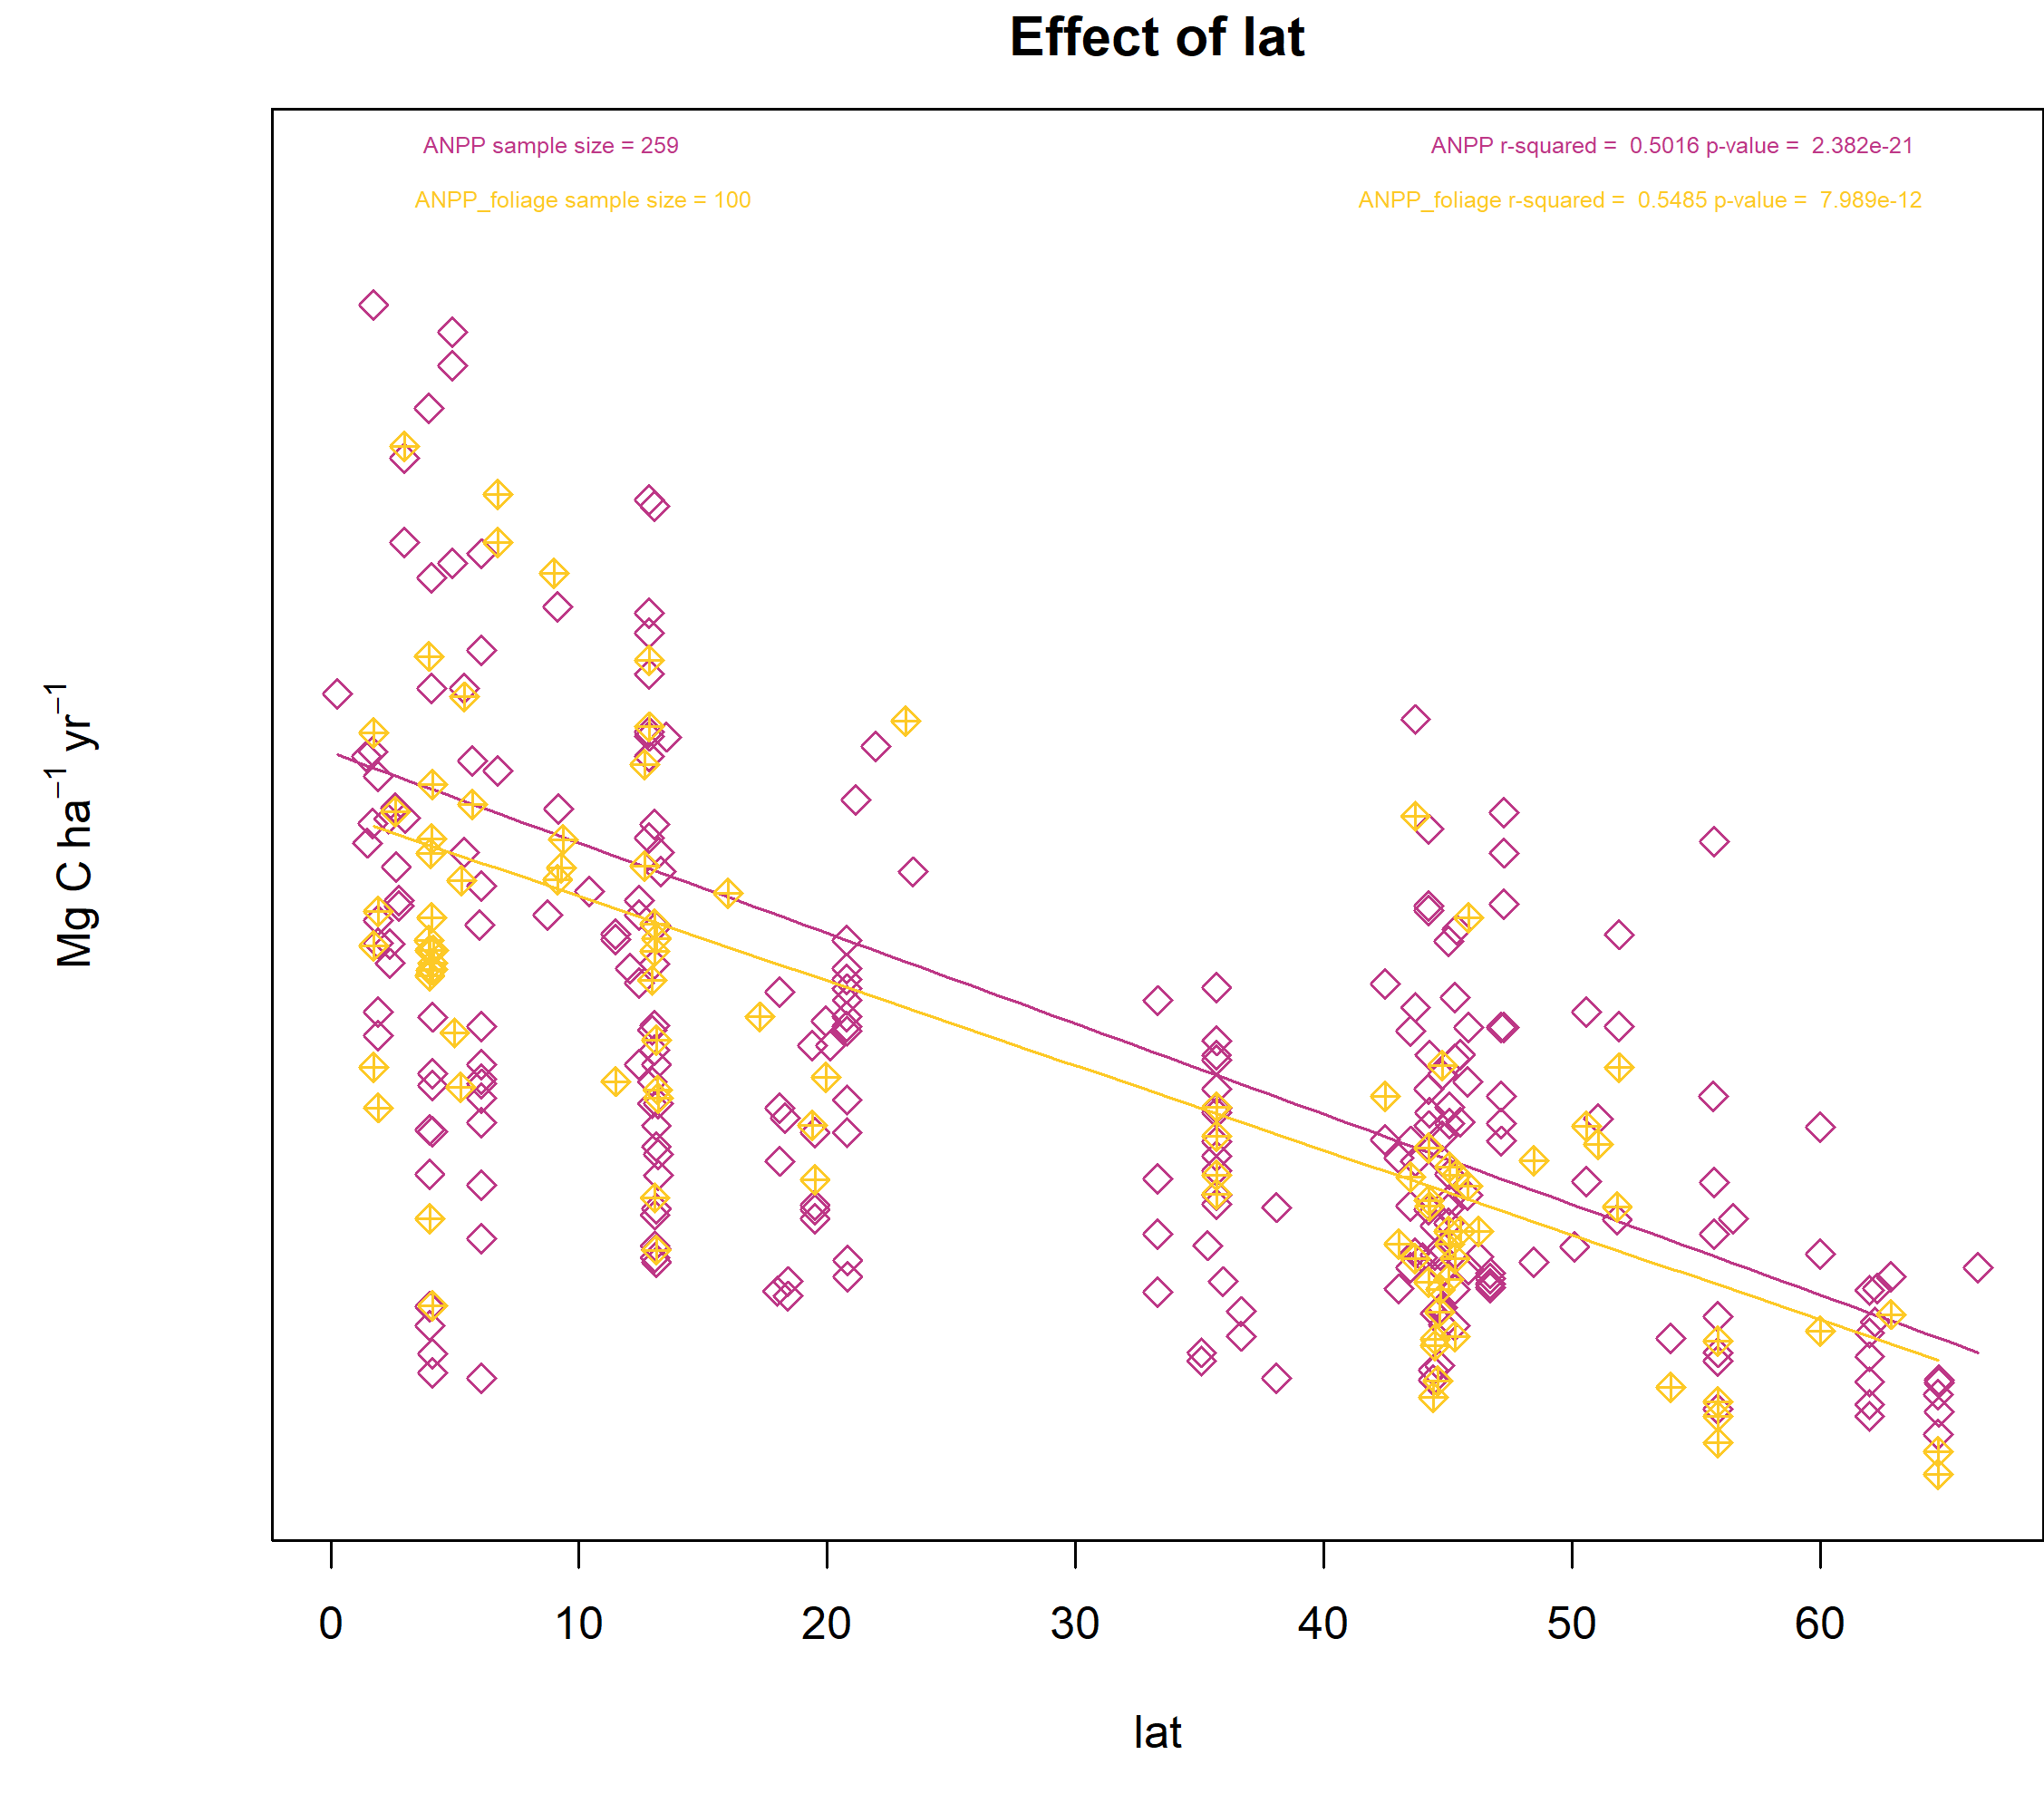 Effect of lat
ANPP sample size = 259
ANPP r-squared = 0.5016 p-value = 2.382e-21
ANPP_foliage sample size = 100
ANPP_foliage r-squared = 0.5485 p-value = 7.989e-12
Mg C ha⁻¹ yr⁻¹
0 10 20 30 40 50 60
lat